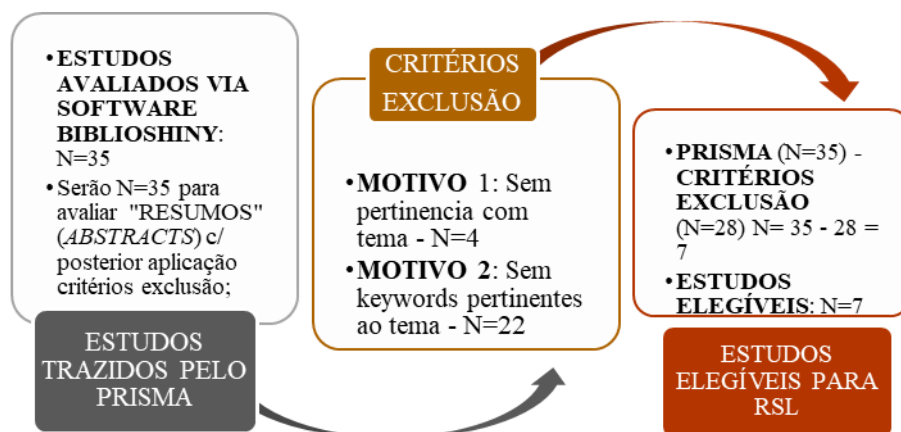 •ESTUDOS
AVALIADOS VIA
SOFTWARE
BIBLIOSHINY:
N=35
•Serão N=35 para
avaliar "RESUMOS"
(ABSTRACTS) c/
posterior aplicação
critérios exclusão;
ESTUDOS
TRAZIDOS PELO
PRISMA
CRITÉRIOS
EXCLUSÃO
•MOTIVO 1: Sem
pertinencia com
tema - N=4
•MOTIVO 2: Sem
keywords pertinentes
ao tema - N=22
•PRISMA (N=35) -
CRITÉRIOS
EXCLUSÃO
(N=28) N= 35 - 28 =
7
•ESTUDOS
ELEGÍVEIS: N=7
ESTUDOS
ELEGÍVEIS PARA
RSL